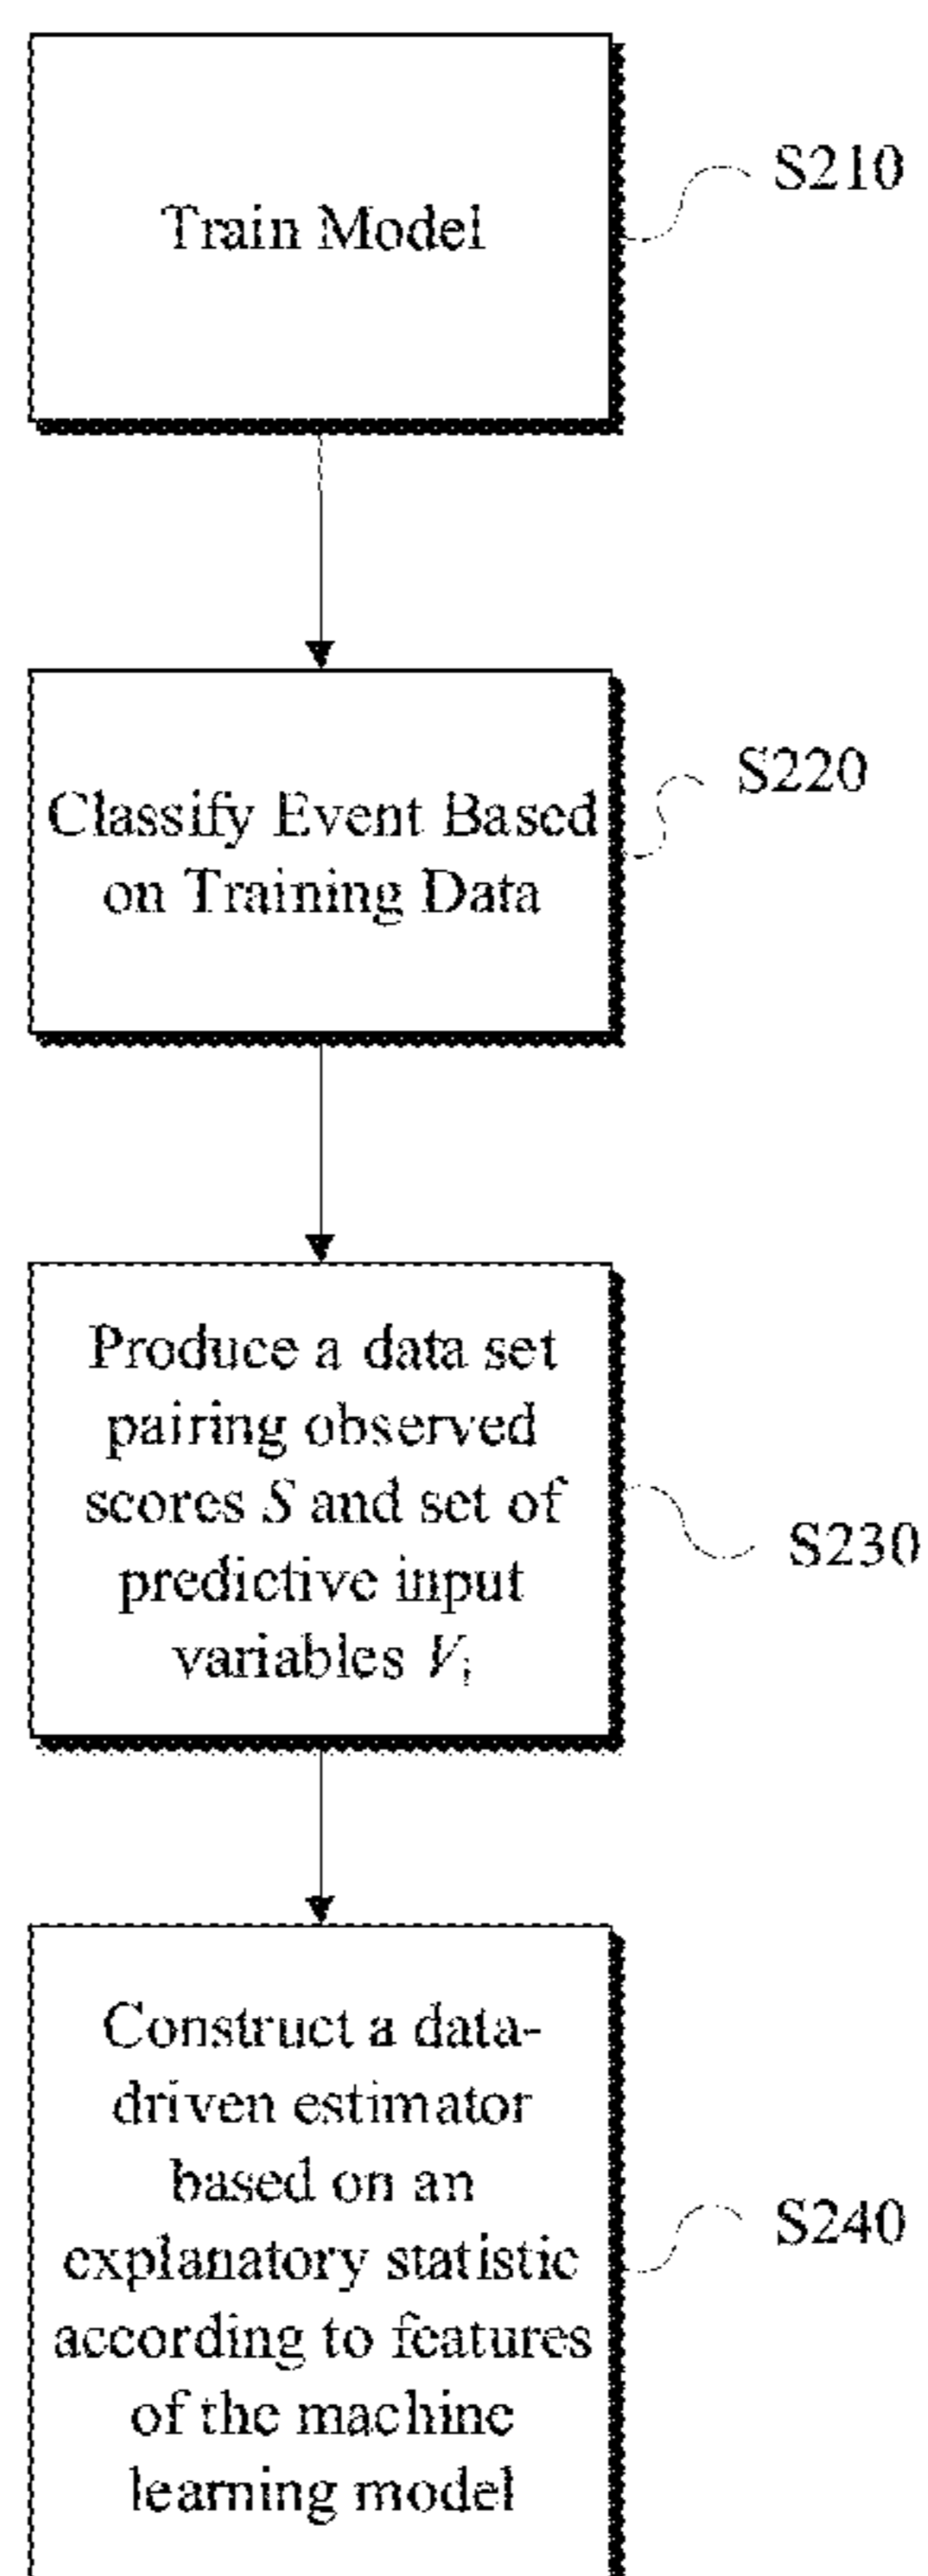 Train Model
S210
Classify Event Based
on Training Data
S220
Produce a data set
pairing observed
scores S and set of
predictive input
variables Vi
S230
Construct a data-
driven estimator
based on an
explanatory statistic
according to features
of the machine
learning model
S240